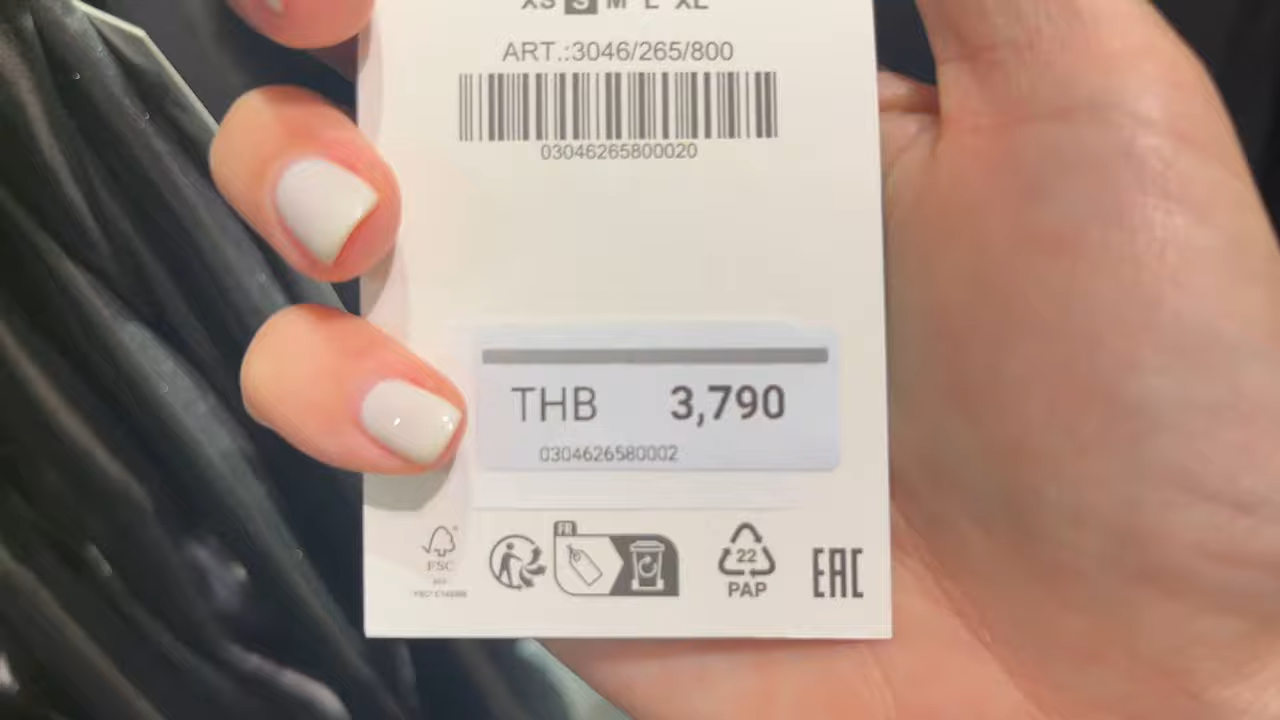 XS S M L XL
ART.:3046/265/800
03046265800020
THB 3,790
0304626580002
FSC
FR
22
PAP
EAC